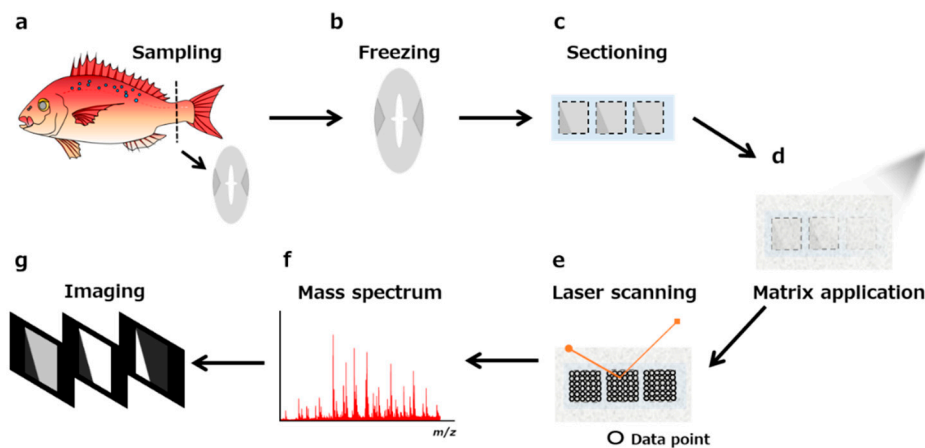 a
Sampling
b
Freezing
c
Sectioning
d
Matrix application
e
Laser scanning
Data point
f
Mass spectrum
m/z
g
Imaging